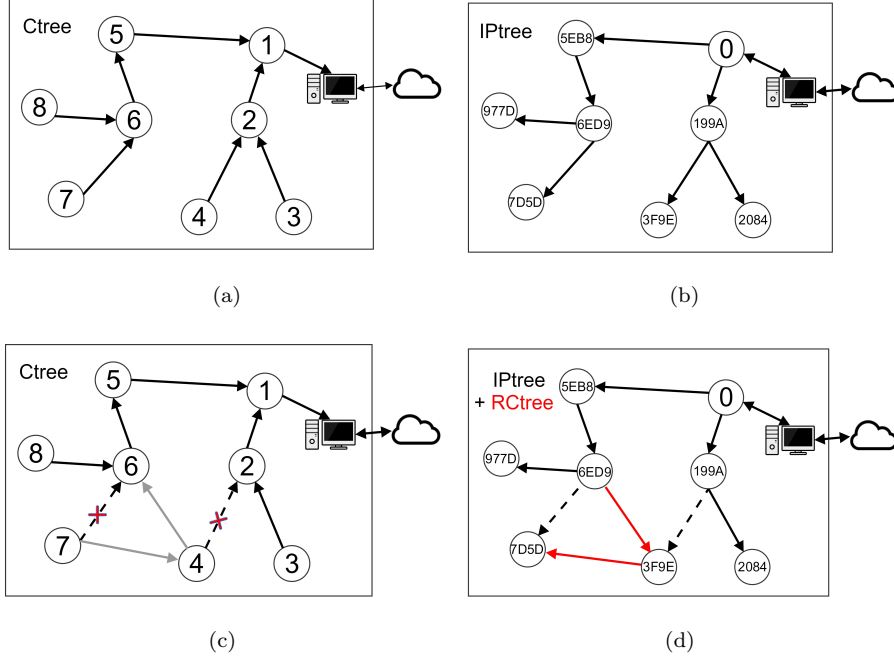 Ctree
5
1
8
6
2
7
4
3
(a)
IPtree
5EB8
0
977D
6ED9
199A
7D5D
3F9E
2084
(b)
Ctree
5
1
8
6
2
7
4
3
(c)
IPtree
+ RCtree
5EB8
0
977D
6ED9
199A
7D5D
3F9E
2084
(d)